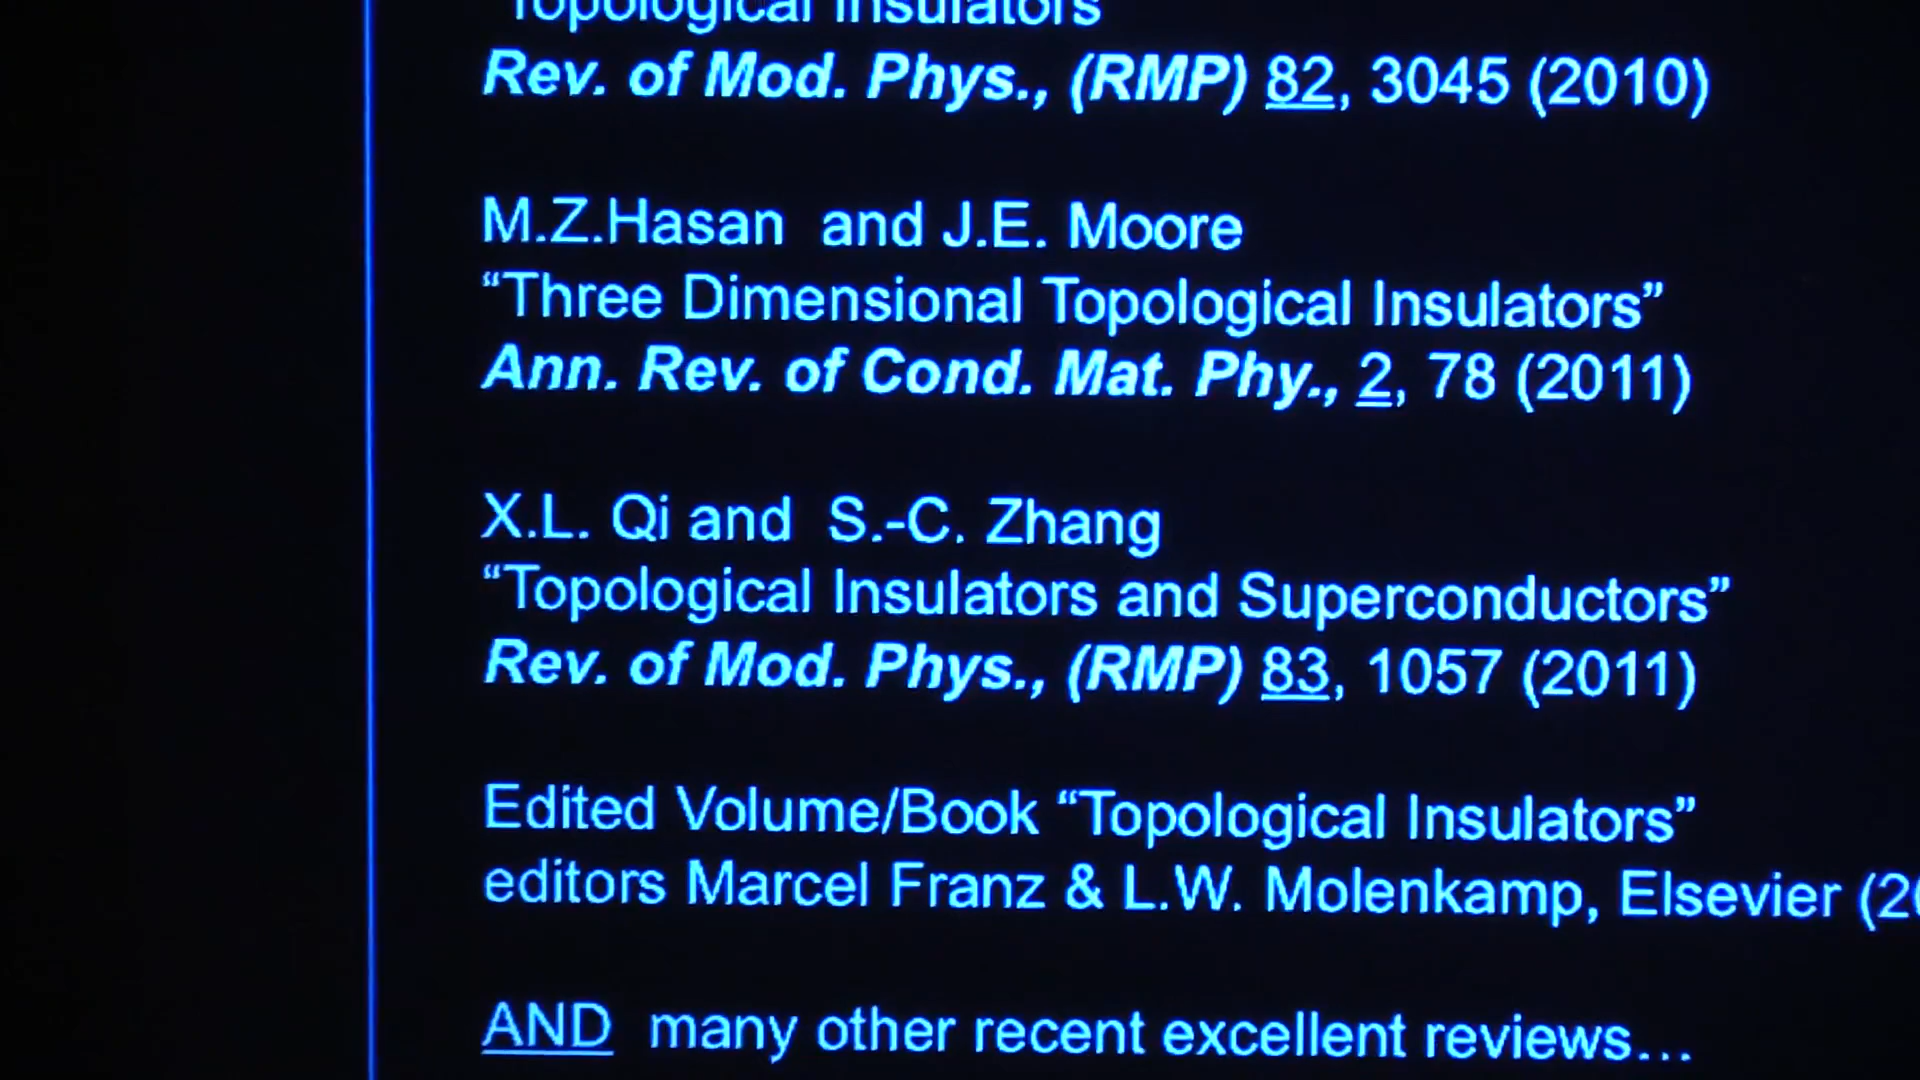 Topological Insulators
Rev. of Mod. Phys., (RMP) 82, 3045 (2010)
M.Z.Hasan and J.E. Moore
“Three Dimensional Topological Insulators”
Ann. Rev. of Cond. Mat. Phy., 2, 78 (2011)
X.L. Qi and S.-C. Zhang
“Topological Insulators and Superconductors”
Rev. of Mod. Phys., (RMP) 83, 1057 (2011)
Edited Volume/Book “Topological Insulators”
editors Marcel Franz & L.W. Molenkamp, Elsevier
AND many other recent excellent reviews...